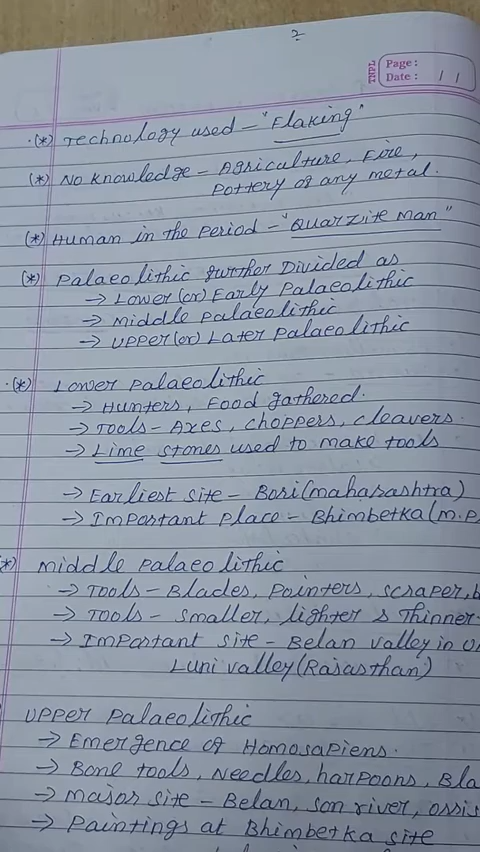 2
TNPL
Page :
Date : / /
(*) Technology used - "Flaking"
(*) No knowledge - Agriculture, Fire,
Pottery of any metal.
(*) Human in the Period - "Quarzite man"
(*) Palaeolithic further Divided as
→ Lower (or) Early Palaeolithic
→ Middle Palaeolithic
→ Upper (or) Later Palaeolithic
(*) Lower Palaeolithic
→ Hunters, Food gathered.
→ Tools - Axes, choppers, cleavers.
→ Lime stones used to make tools
→ Earliest site - Bori (maharashtra)
→ Important Place - Bhimbetka (M.P
*) Middle Palaeolithic
→ Tools - Blades, Pointers, scraper,
→ Tools - smaller, lighter & Thinner
→ Important site - Belan valley in
Luni valley (Rajasthan)
Upper Palaeolithic
→ Emergence of Homosapiens.
→ Bone tools, Needles, harpoons, Bla
→ Major site - Belan, son river,
→ Paintings at Bhimbetka site